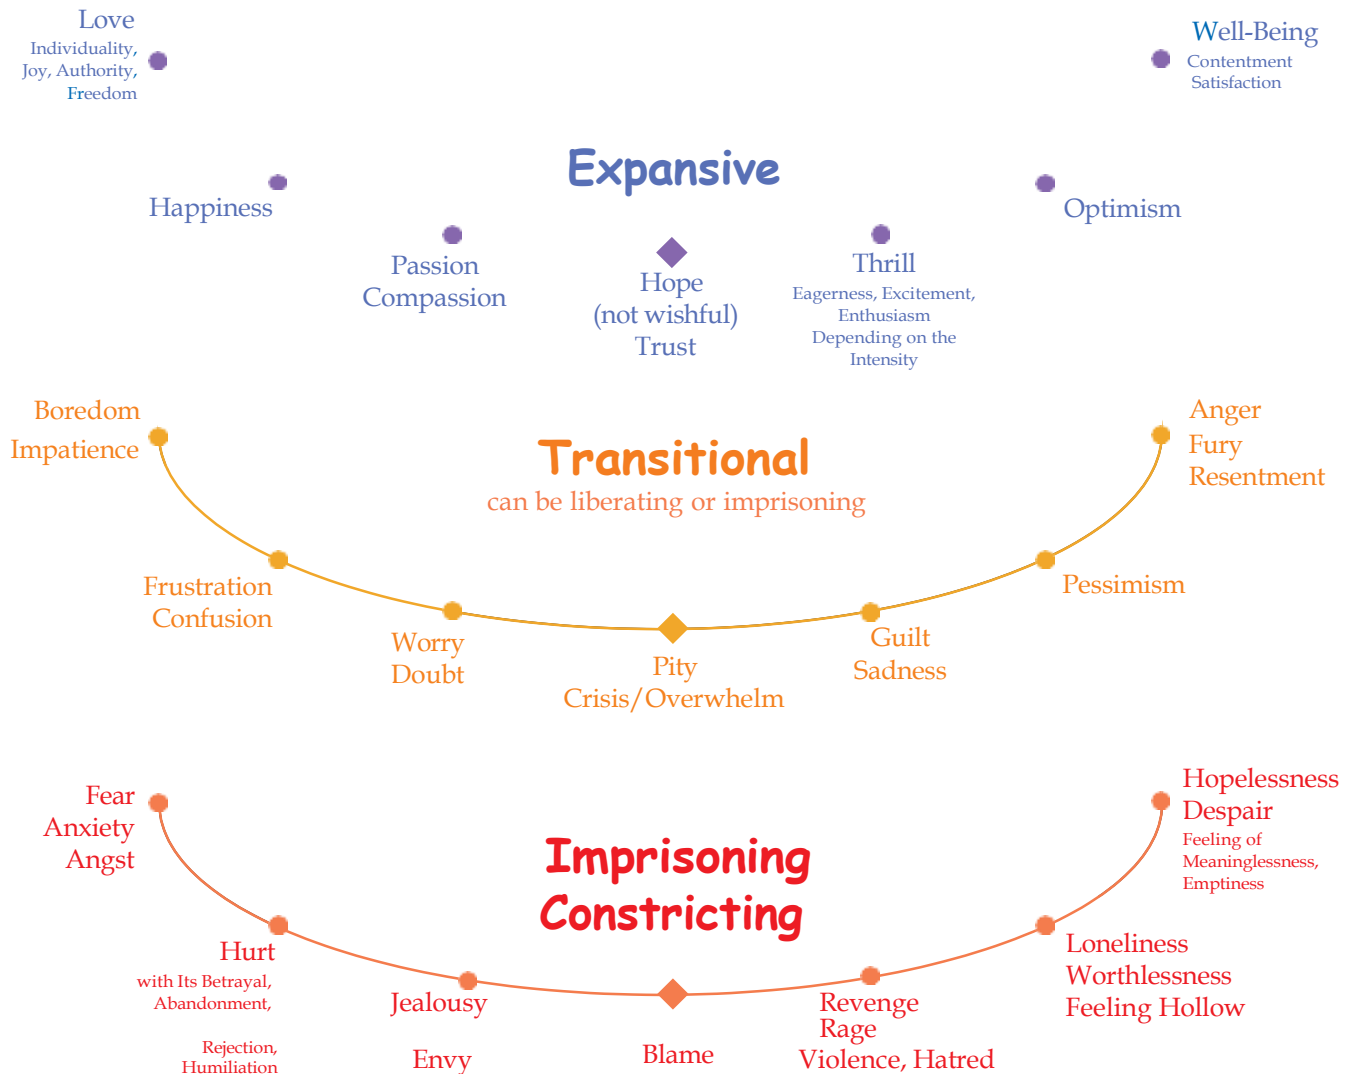 Love
Individuality,
Joy, Authority,
Freedom
Well-Being
Contentment
Satisfaction
Expansive
Happiness
Optimism
Passion
Compassion
Hope
(not wishful)
Trust
Thrill
Eagerness, Excitement,
Enthusiasm
Depending on the
Intensity
Boredom
Impatience
Transitional
can be liberating or imprisoning
Anger
Fury
Resentment
Frustration
Confusion
Worry
Doubt
Pity
Crisis/Overwhelm
Guilt
Sadness
Pessimism
Fear
Anxiety
Angst
Imprisoning
Constricting
Hopelessness
Despair
Feeling of
Meaninglessness,
Emptiness
Hurt
with Its Betrayal,
Abandonment,
Rejection,
Humiliation
Jealousy
Envy
Blame
Revenge
Rage
Violence, Hatred
Loneliness
Worthlessness
Feeling Hollow